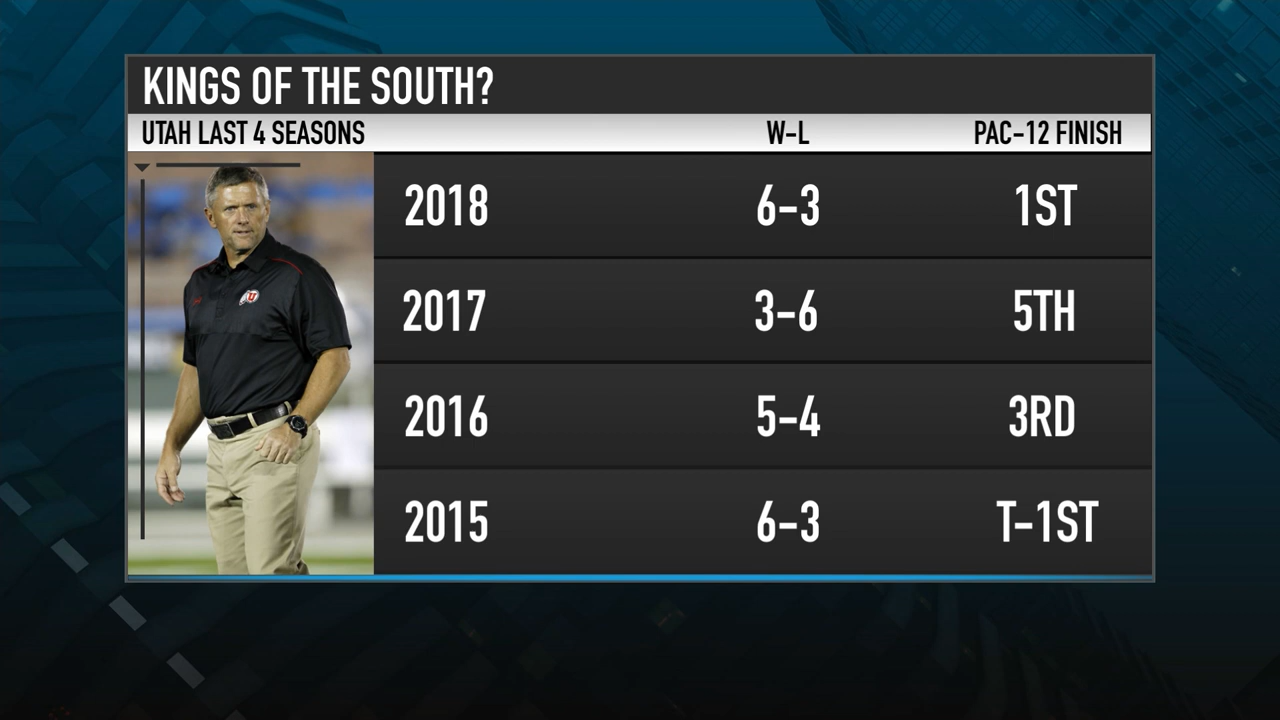 KINGS OF THE SOUTH?
UTAH LAST 4 SEASONS W-L PAC-12 FINISH
2018 6-3 1ST
2017 3-6 5TH
2016 5-4 3RD
2015 6-3 T-1ST
U